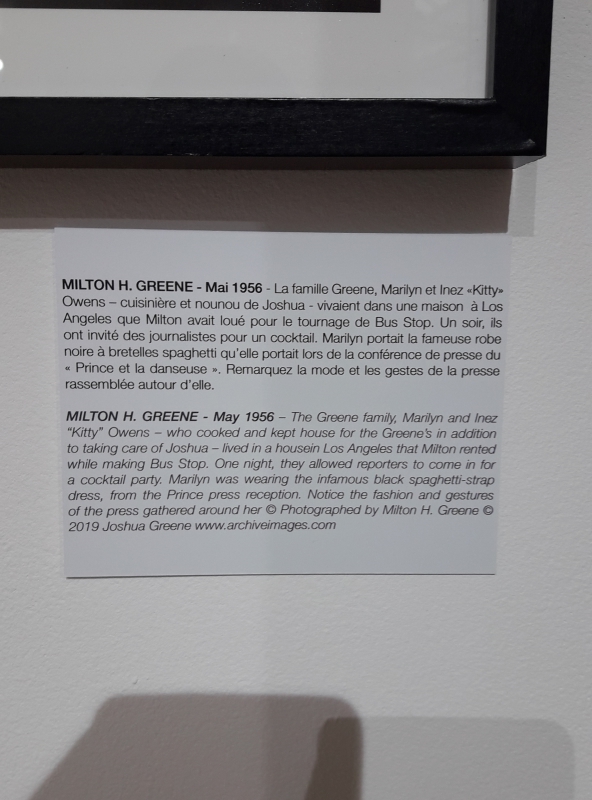 MILTON H. GREENE - Mai 1956 - La famille Greene, Marilyn et Inez «Kitty»
Owens – cuisinière et nounou de Joshua - vivaient dans une maison à Los
Angeles que Milton avait loué pour le tournage de Bus Stop. Un soir, ils
ont invité des journalistes pour un cocktail. Marilyn portait la fameuse robe
noire à bretelles spaghetti qu'elle portait lors de la conférence de presse du
« Prince et la danseuse ». Remarquez la mode et les gestes de la presse
rassemblée autour d'elle.
MILTON H. GREENE - May 1956 – The Greene family, Marilyn and Inez
"Kitty" Owens – who cooked and kept house for the Greene's in addition
to taking care of Joshua – lived in a housein Los Angeles that Milton rented
while making Bus Stop. One night, they allowed reporters to come in for
a cocktail party. Marilyn was wearing the infamous black spaghetti-strap
dress, from the Prince press reception. Notice the fashion and gestures
of the press gathered around her © Photographed by Milton H. Greene ©
2019 Joshua Greene www.archiveimages.com